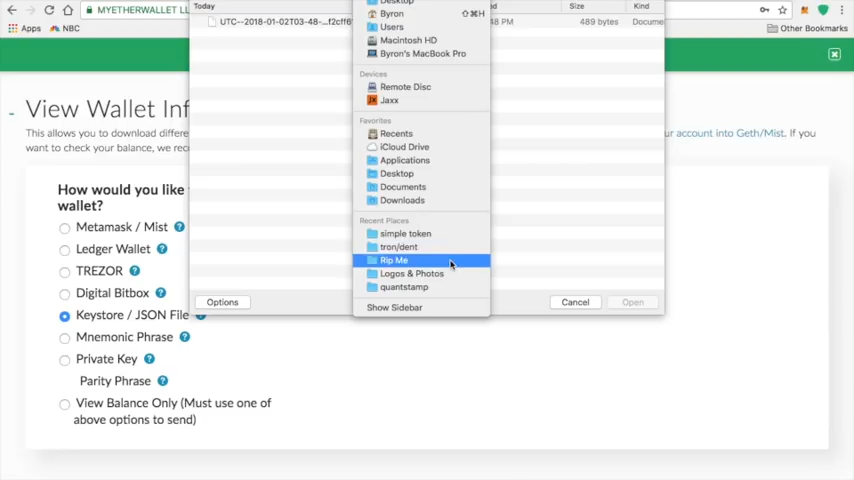 MYETHERWALLET LL
Apps
NBC
Other Bookmarks
Today
Size
Kind
UTC--2018-01-02T03-48-...f2cff6
48 PM
489 bytes
Docume
Desktop
Byron
⇧⌘H
Users
Macintosh HD
Byron's MacBook Pro
Devices
Remote Disc
Jaxx
Favorites
Recents
iCloud Drive
Applications
Desktop
Documents
Downloads
Recent Places
simple token
tron/dent
Rip Me
Logos & Photos
quantstamp
Show Sidebar
Options
Cancel
Open
View Wallet Inf
This allows you to download differe
ur account into Geth/Mist. If you
want to check your balance, we rec
How would you like
wallet?
Metamask / Mist
Ledger Wallet
TREZOR
Digital Bitbox
Keystore / JSON File
Mnemonic Phrase
Private Key
Parity Phrase
View Balance Only (Must use one of
above options to send)